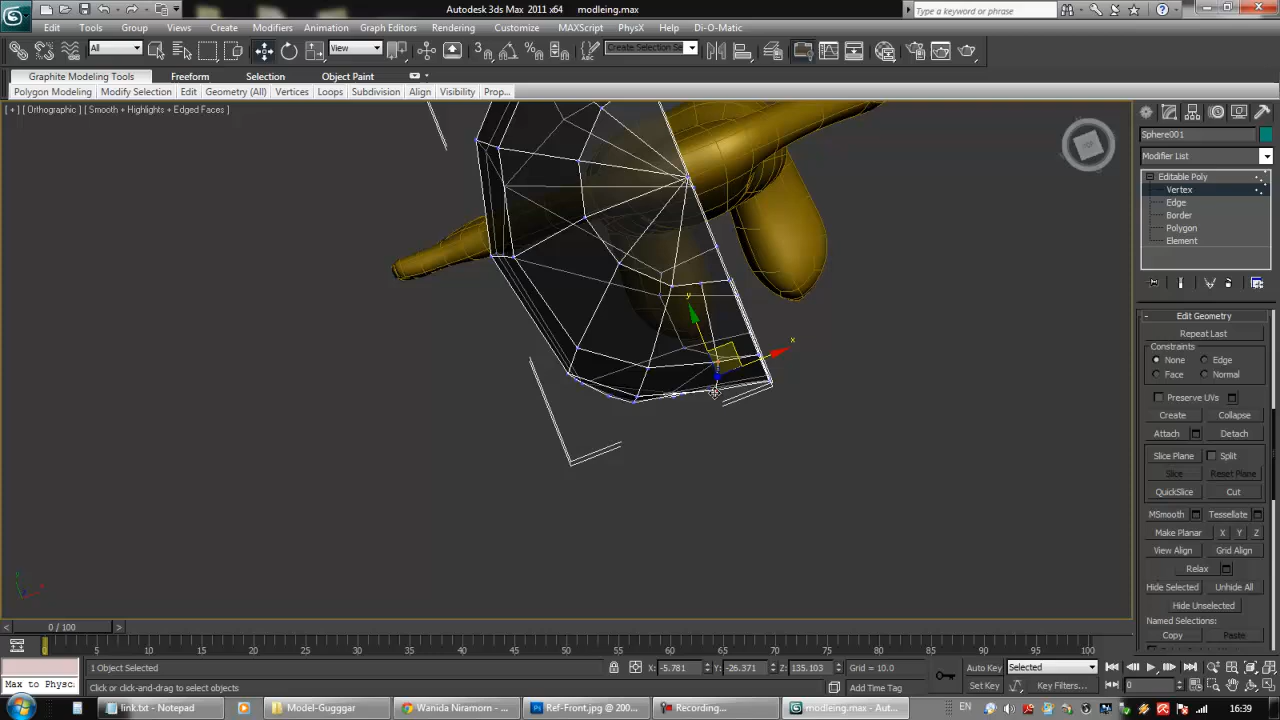 Autodesk 3ds Max 2011 x64 modleing.max
Type a keyword or phrase
Edit Tools Group Views Create Modifiers Animation Graph Editors Rendering Customize MAXScript PhysX Di-O-Matic
All View Create Selection Se
Graphite Modeling Tools Freeform Selection Object Paint
Polygon Modeling Modify Selection Edit Geometry (All) Vertices Loops Subdivision Align Visibility Prop...
[ + ] [ Orthographic ] [ Smooth + Highlights + Edged Faces ]
Sphere001
Modifier List
Editable Poly
Vertex
Edge
Border
Polygon
Element
y
x
Edit Geometry
Repeat Last
Constraints
None Edge
Face Normal
Preserve UVs
Create Collapse
Attach Detach
Slice Plane Split
Slice Reset Plane
QuickSlice Cut
MSmooth Tessellate
Make Planar X Y Z
View Align Grid Align
Relax
Hide Selected Unhide All
Hide Unselected
Named Selections:
Copy Paste
< 0 / 100 >
0 5 10 15 20 25 30 35 40 45 50 55 60 65 70 75 80 85 90 95 100
1 Object Selected X: -5.781 Y: -26.371 Z: 135.103 Grid = 10.0 Auto Key Selected
Max to Physc Click or click-and-drag to select objects Add Time Tag Set Key Key Filters... 0
link.txt - Notepad Model-Gugggar Wanida Niramorn - ... Ref-Front.jpg @ 200... Recording... modleing.max - Aut... EN 16:39